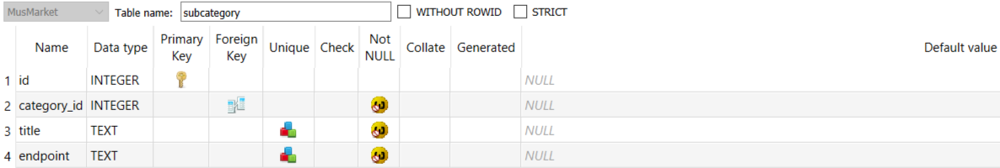 MusMarket Table name: subcategory WITHOUT ROWID STRICT
Name Data type Primary Key Foreign Key Unique Check Not NULL Collate Generated Default value
1 id INTEGER NULL
2 category_id INTEGER NULL
3 title TEXT NULL
4 endpoint TEXT NULL